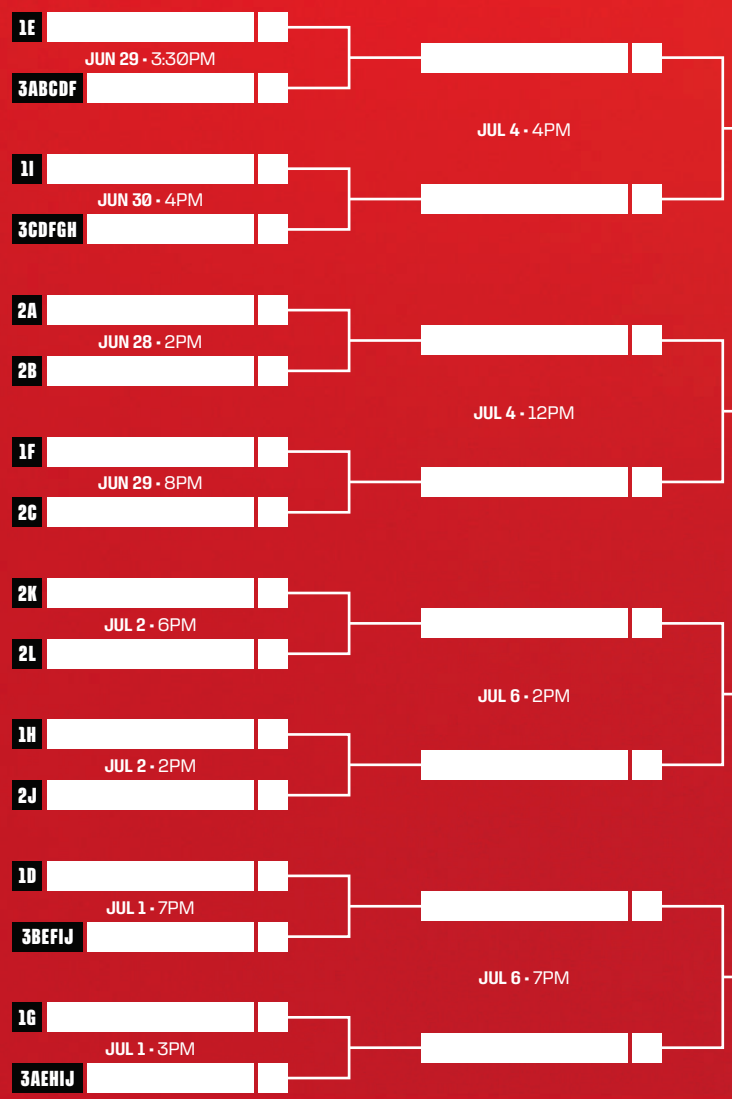 1E
JUN 29 • 3:30PM
3ABCDF
JUL 4 • 4PM
1I
JUN 30 • 4PM
3CDFGH
2A
JUN 28 • 2PM
2B
JUL 4 • 12PM
1F
JUN 29 • 8PM
2C
2K
JUL 2 • 6PM
2L
JUL 6 • 2PM
1H
JUL 2 • 2PM
2J
1D
JUL 1 • 7PM
3BEFIJ
JUL 6 • 7PM
1G
JUL 1 • 3PM
3AEHIJ